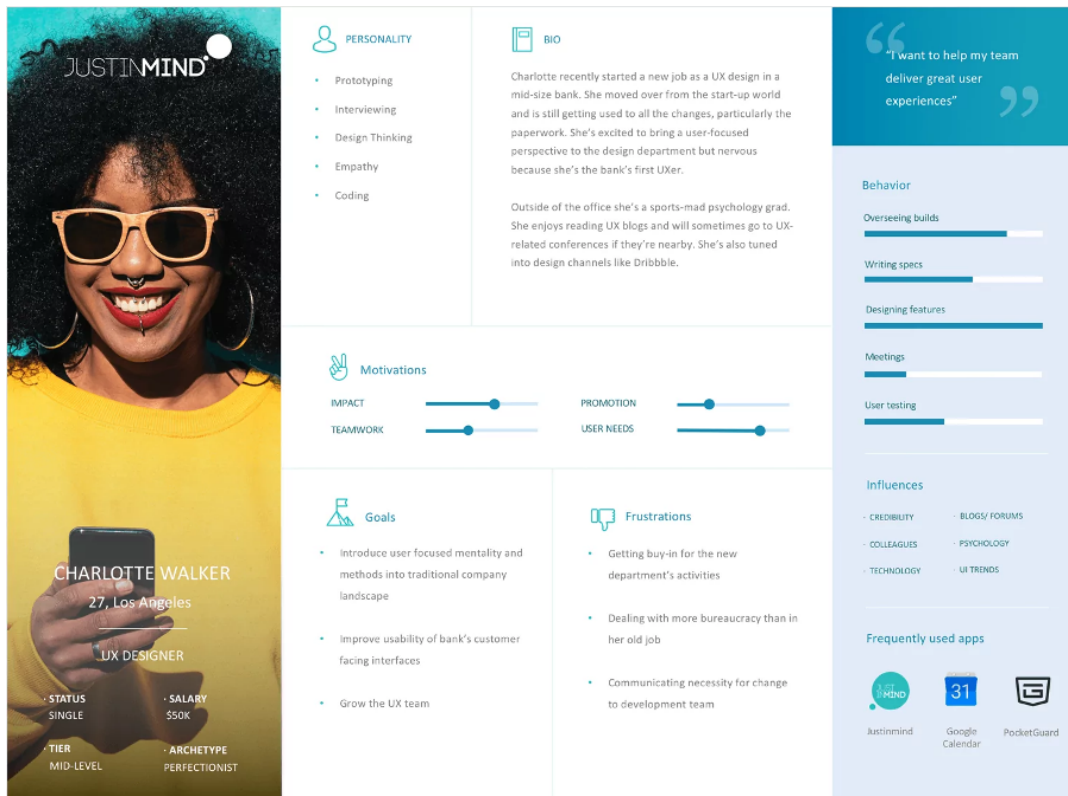 JUSTINMIND
CHARLOTTE WALKER
27, Los Angeles
UX DESIGNER
· STATUS
SINGLE
· SALARY
$50K
· TIER
MID-LEVEL
· ARCHETYPE
PERFECTIONIST
PERSONALITY
• Prototyping
• Interviewing
• Design Thinking
• Empathy
• Coding
BIO
Charlotte recently started a new job as a UX design in a
mid-size bank. She moved over from the start-up world
and is still getting used to all the changes, particularly the
paperwork. She's excited to bring a user-focused
perspective to the design department but nervous
because she's the bank's first UXer.
Outside of the office she's a sports-mad psychology grad.
She enjoys reading UX blogs and will sometimes go to UX-
related conferences if they're nearby. She's also tuned
into design channels like Dribbble.
Motivations
IMPACT
TEAMWORK
PROMOTION
USER NEEDS
Goals
• Introduce user focused mentality and
methods into traditional company
landscape
• Improve usability of bank's customer
facing interfaces
• Grow the UX team
Frustrations
• Getting buy-in for the new
department's activities
• Dealing with more bureaucracy than in
her old job
• Communicating necessity for change
to development team
"I want to help my team
deliver great user
experiences"
Behavior
Overseeing builds
Writing specs
Designing features
Meetings
User testing
Influences
· CREDIBILITY
· COLLEAGUES
· TECHNOLOGY
· BLOGS/ FORUMS
· PSYCHOLOGY
· UI TRENDS
Frequently used apps
JUST
INMIND
Justinmind
31
Google
Calendar
PocketGuard